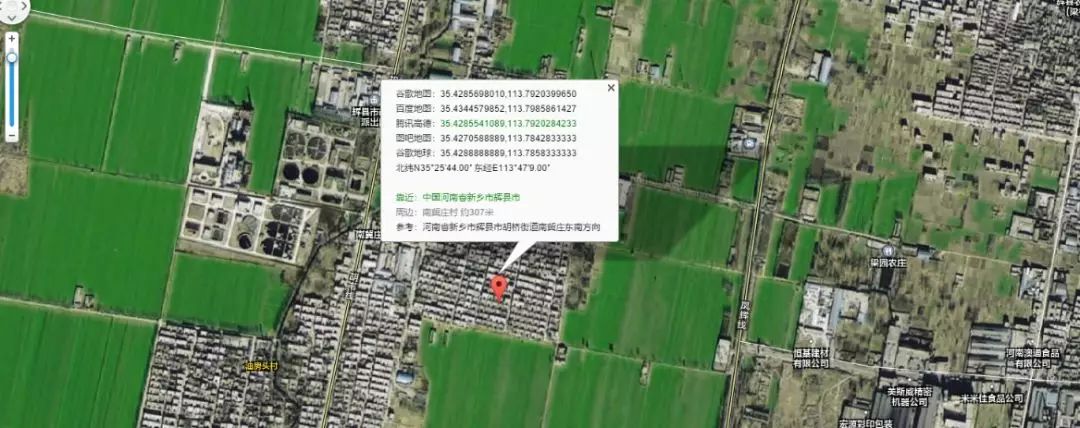 谷歌地图：35.4285698010,113.7920399650
百度地图：35.4344579852,113.7985861427
腾讯高德：35.4285541089,113.7920284233
图吧地图：35.4270588889,113.7842833333
谷歌地球：35.4288888889,113.7858333333
北纬N35°25'44.00" 东经E113°47'9.00"
靠近：中国河南省新乡市辉县市
周边：南冀庄村 约307米
参考：河南省新乡市辉县市胡桥街道南冀庄东南方向
辉县市
派出
南冀庄
油房头村
凤辉线
梁园农庄
恒基建材
有限公司
河南澳迪食品
有限公司
美斯威精密
机器公司
米米佳食品公司
宏源彩印包装